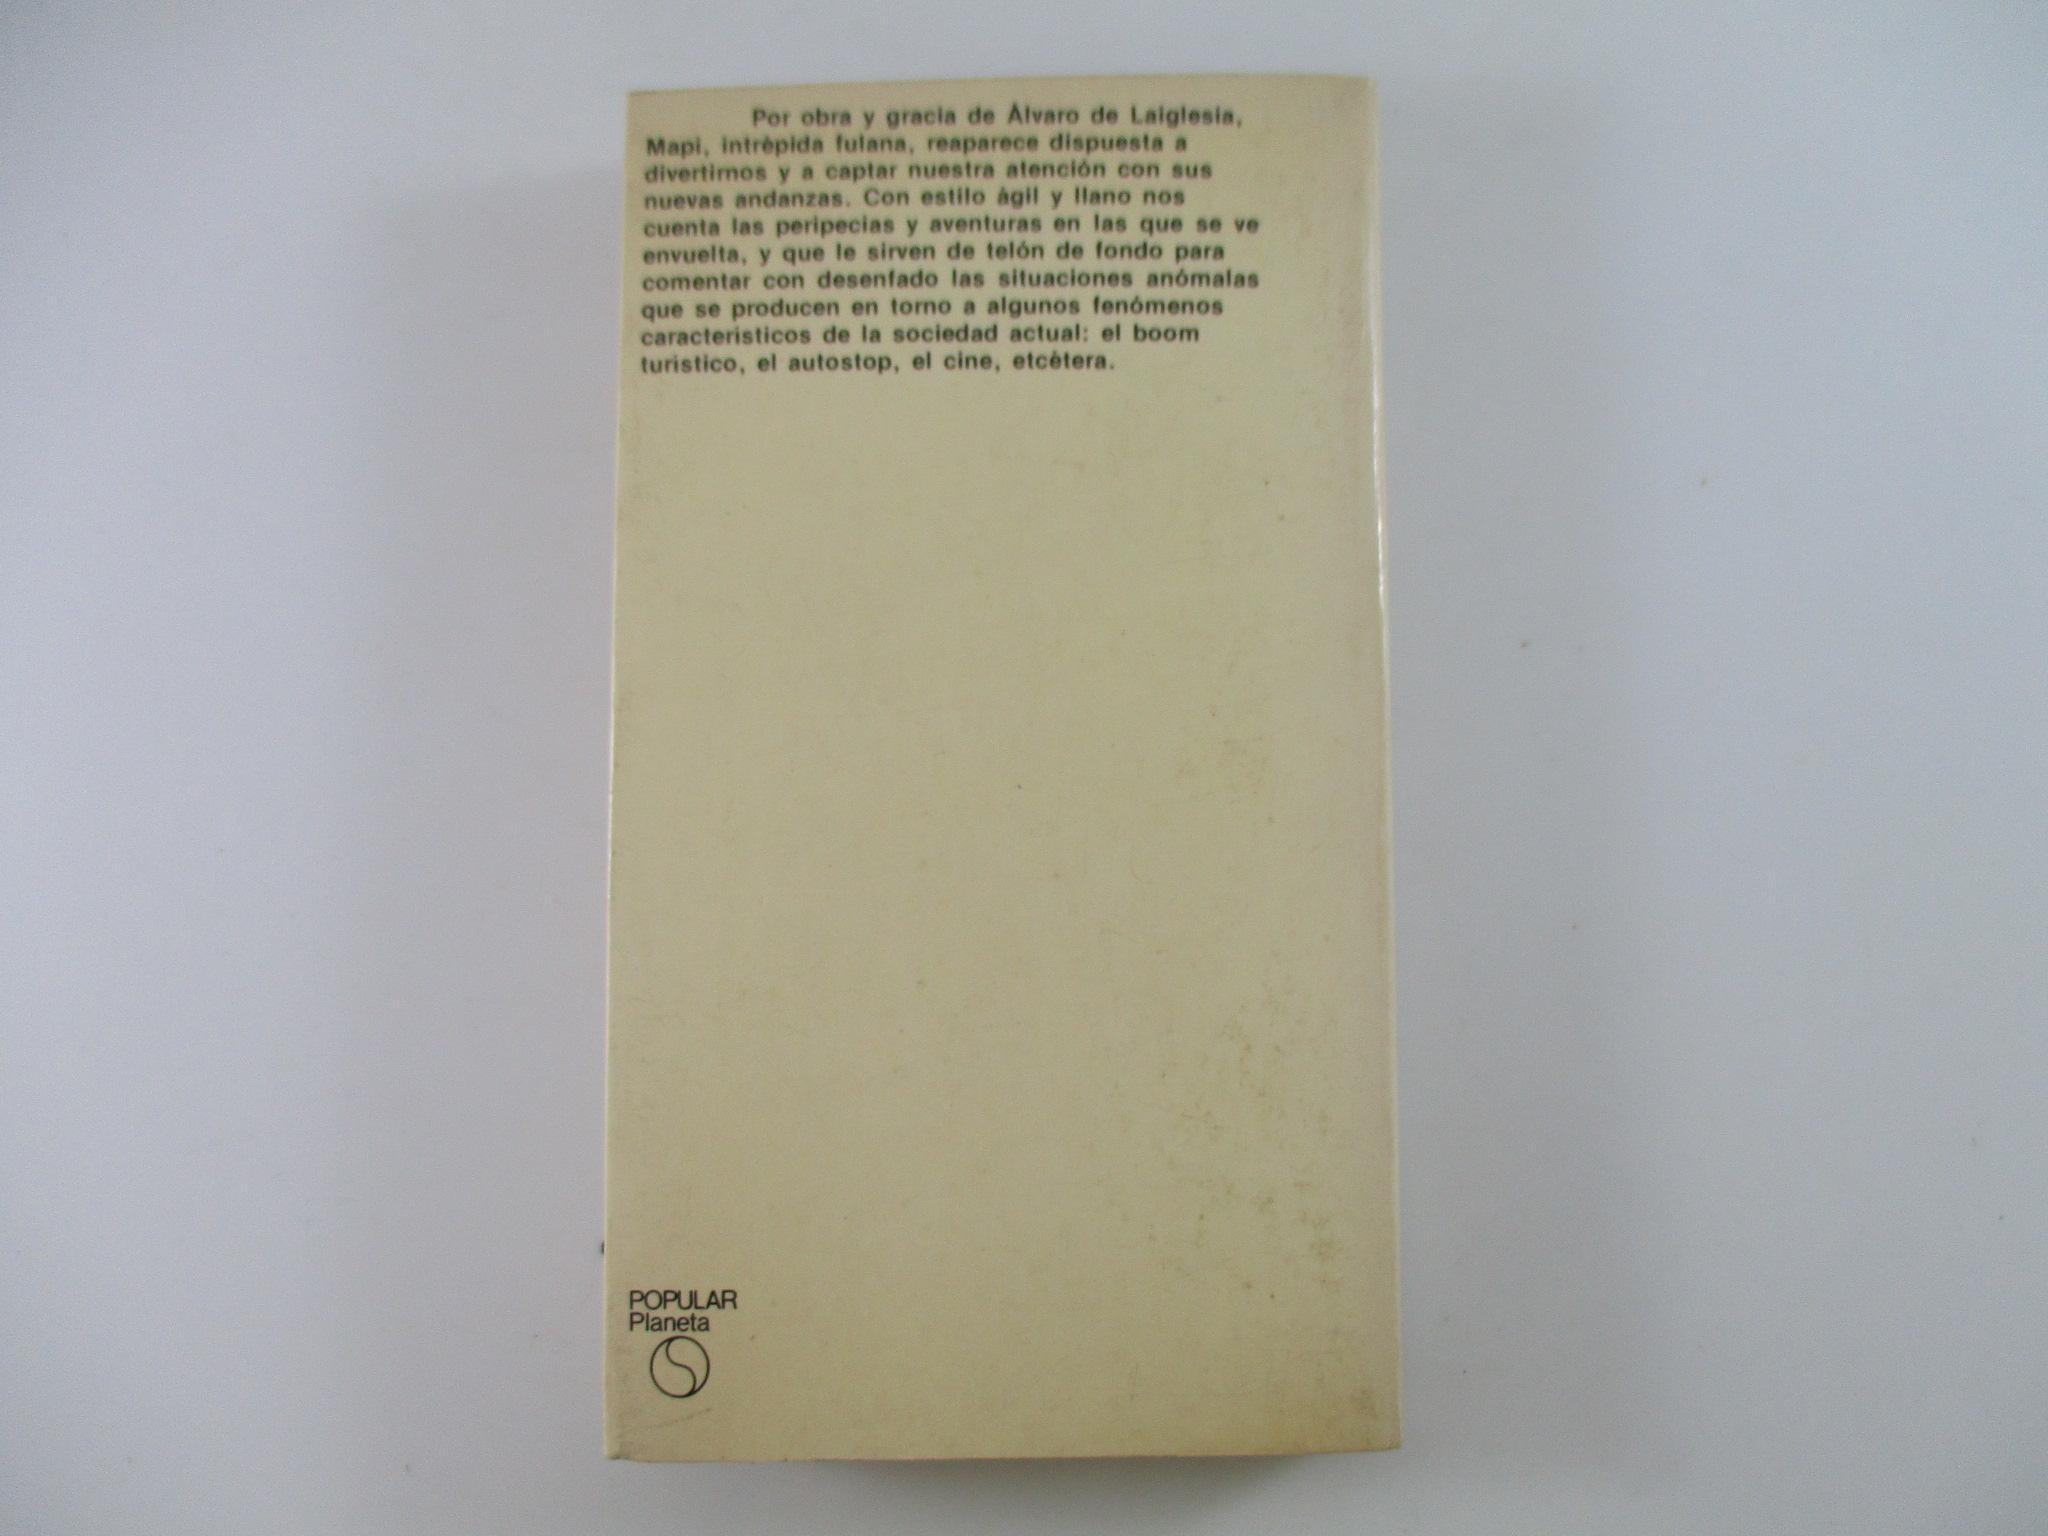 Por obra y gracia de Álvaro de Laiglesia,
Mapi, intrépida fulana, reaparece dispuesta a
divertirnos y a captar nuestra atención con sus
nuevas andanzas. Con estilo ágil y llano nos
cuenta las peripecias y aventuras en las que se ve
envuelta, y que le sirven de telón de fondo para
comentar con desenfado las situaciones anómalas
que se producen en torno a algunos fenómenos
característicos de la sociedad actual: el boom
turístico, el autostop, el cine, etcétera.
POPULAR
Planeta